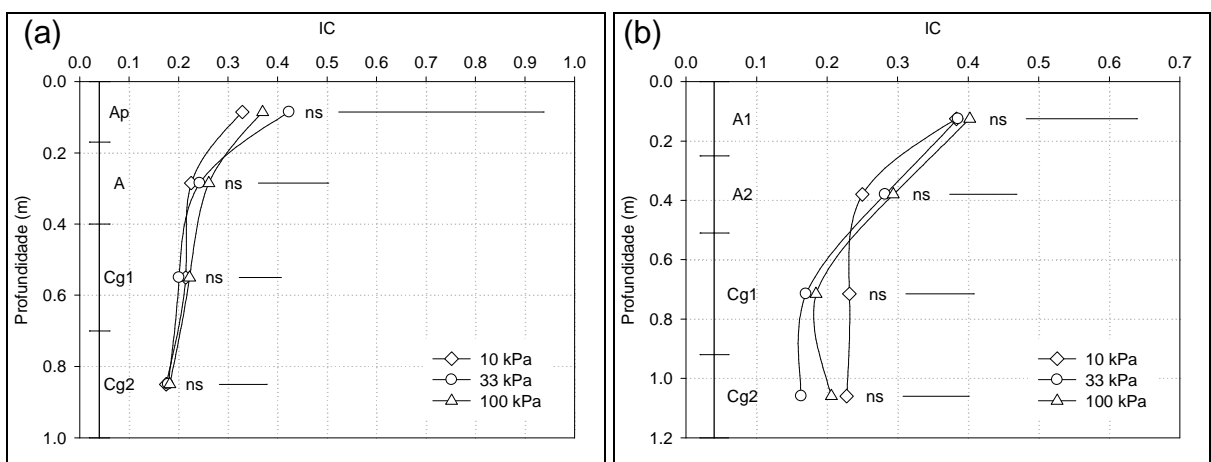 (a)
IC
0.0 0.1 0.2 0.3 0.4 0.5 0.6 0.7 0.8 0.9 1.0
Profundidade (m)
0.0
0.2
0.4
0.6
0.8
1.0
Ap ns
A ns
Cg1 ns
Cg2 ns
10 kPa
33 kPa
100 kPa
(b)
IC
0.0 0.1 0.2 0.3 0.4 0.5 0.6 0.7
Profundidade (m)
0.0
0.2
0.4
0.6
0.8
1.0
1.2
A1 ns
A2 ns
Cg1 ns
Cg2 ns
10 kPa
33 kPa
100 kPa